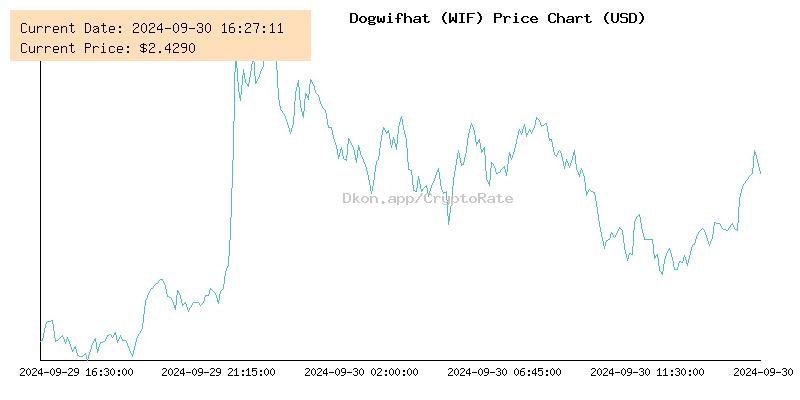 Dogwifhat (WIF) Price Chart (USD)
Current Date: 2024-09-30 16:27:11
Current Price: $2.4290
Dkon.app/CryptoRate
2024-09-29 16:30:00 2024-09-29 21:15:00 2024-09-30 02:00:00 2024-09-30 06:45:00 2024-09-30 11:30:00 2024-09-30